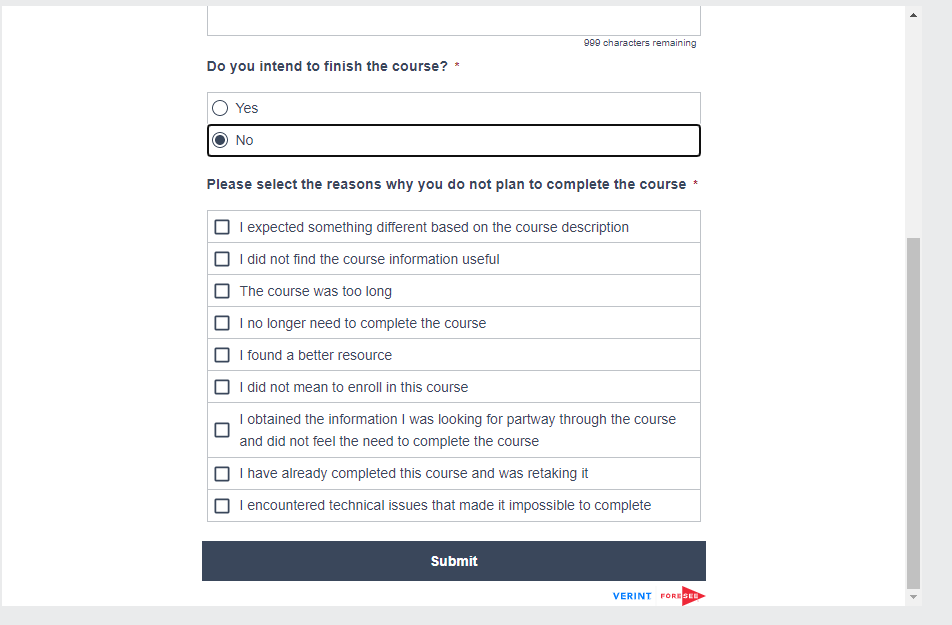 999 characters remaining
Do you intend to finish the course? *
Yes
No
Please select the reasons why you do not plan to complete the course *
I expected something different based on the course description
I did not find the course information useful
The course was too long
I no longer need to complete the course
I found a better resource
I did not mean to enroll in this course
I obtained the information I was looking for partway through the course
and did not feel the need to complete the course
I have already completed this course and was retaking it
I encountered technical issues that made it impossible to complete
Submit
VERINT FORESEE